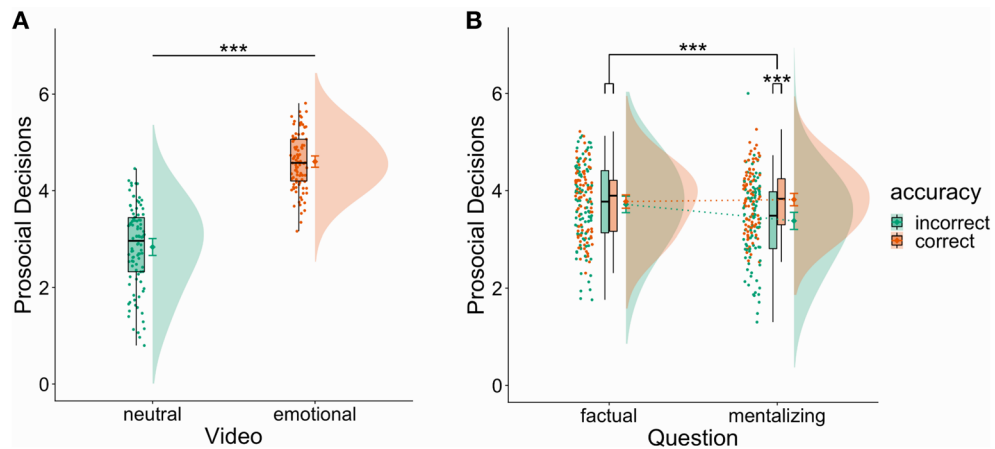 A
Prosocial Decisions
6
4
2
0
***
neutral
emotional
Video
B
Prosocial Decisions
6
4
2
0
***
***
factual
mentalizing
Question
accuracy
incorrect
correct